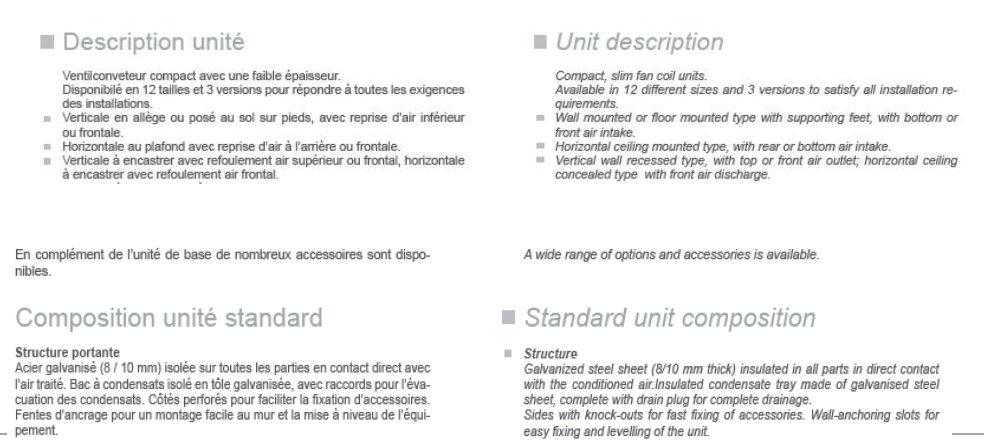 Description unité
Ventilconveteur compact avec une faible épaisseur.
Disponibilé en 12 tailles et 3 versions pour répondre à toutes les exigences
des installations.
Verticale en allège ou posé au sol sur pieds, avec reprise d'air inférieur
ou frontale.
Horizontale au plafond avec reprise d'air à l'arrière ou frontale.
Verticale à encastrer avec refoulement air supérieur ou frontal, horizontale
à encastrer avec refoulement air frontal.
En complément de l'unité de base de nombreux accessoires sont dispo-
nibles.
Composition unité standard
Structure portante
Acier galvanisé (8 / 10 mm) isolée sur toutes les parties en contact direct avec
l'air traité. Bac à condensats isolé en tôle galvanisée, avec raccords pour l'éva-
cuation des condensats. Côtés perforés pour faciliter la fixation d'accessoires.
Fentes d'ancrage pour un montage facile au mur et la mise à niveau de l'équi-
pement.
Unit description
Compact, slim fan coil units.
Available in 12 different sizes and 3 versions to satisfy all installation re-
quirements.
Wall mounted or floor mounted type with supporting feet, with bottom or
front air intake.
Horizontal ceiling mounted type, with rear or bottom air intake.
Vertical wall recessed type, with top or front air outlet; horizontal ceiling
concealed type with front air discharge.
A wide range of options and accessories is available.
Standard unit composition
Structure
Galvanized steel sheet (8/10 mm thick) insulated in all parts in direct contact
with the conditioned air.Insulated condensate tray made of galvanised steel
sheet, complete with drain plug for complete drainage.
Sides with knock-outs for fast fixing of accessories. Wall-anchoring slots for
easy fixing and levelling of the unit.